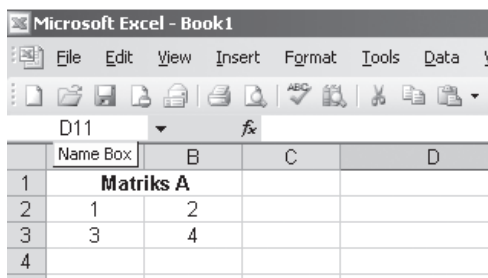 Microsoft Excel - Book1
File Edit View Insert Format Tools Data
ABC
D11 fx
Name Box B C D
1 Matriks A
2 1 2
3 3 4
4